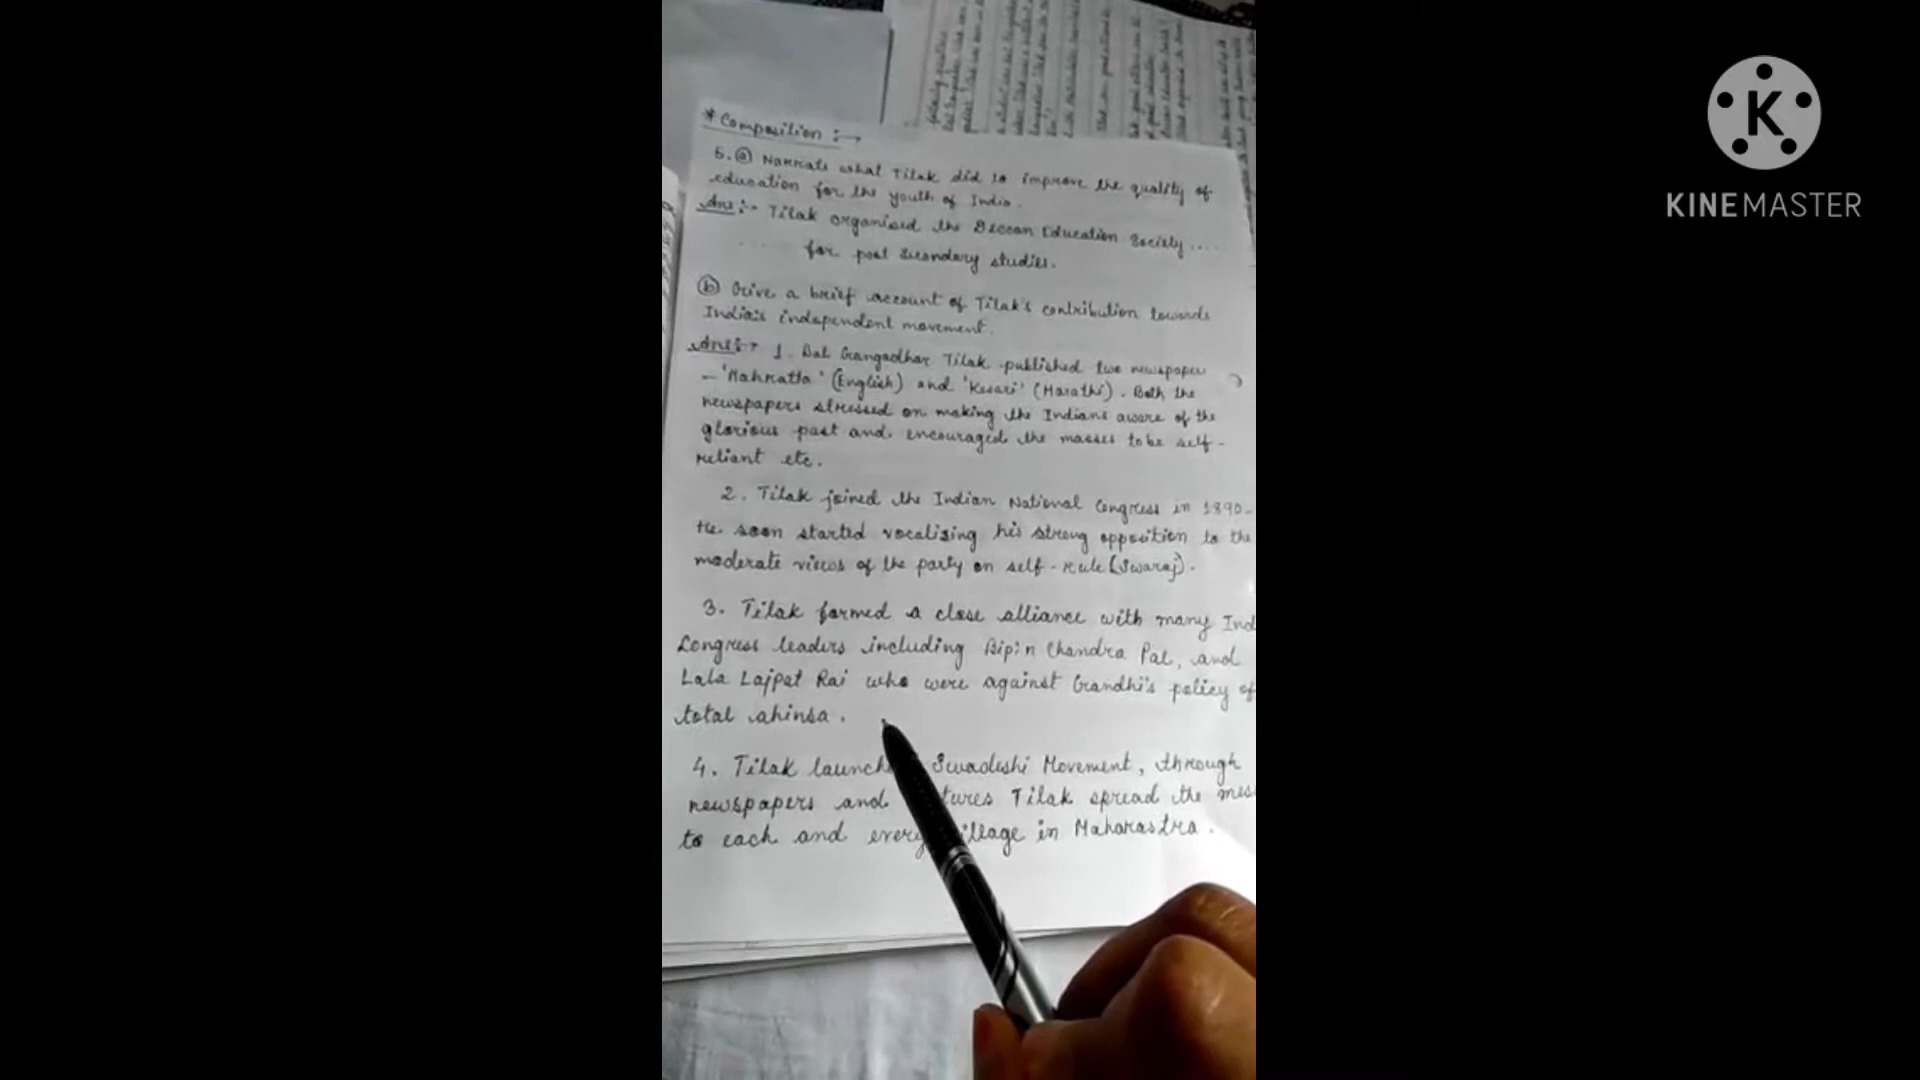 * Composition :→
5. (a) Narrate what Tilak did to improve the quality of
education for the youth of India.
Ans:- Tilak organised the Deccan Education Society ....
for post secondary studies.
(b) Give a brief account of Tilak's contribution towards
India's independent movement.
Ans:→ 1. Bal Gangadhar Tilak published two newspaper
– 'Mahratta' (English) and 'Kesari' (Marathi). Both the
newspapers stressed on making the Indians aware of the
glorious past and encouraged the masses to be self-
reliant etc.
2. Tilak joined the Indian National Congress in 1890.
He soon started vocalizing his strong opposition to the
moderate views of the party on self-rule (Swaraj).
3. Tilak formed a close alliance with many Ind
Congress leaders including Bipin Chandra Pal, and
Lala Lajpat Rai who were against Gandhi's policy of
total ahinsa.
4. Tilak launch Swadeshi Movement, through
newspapers and tures Tilak spread the mes
to each and every illage in Maharastra.
K
KINEMASTER